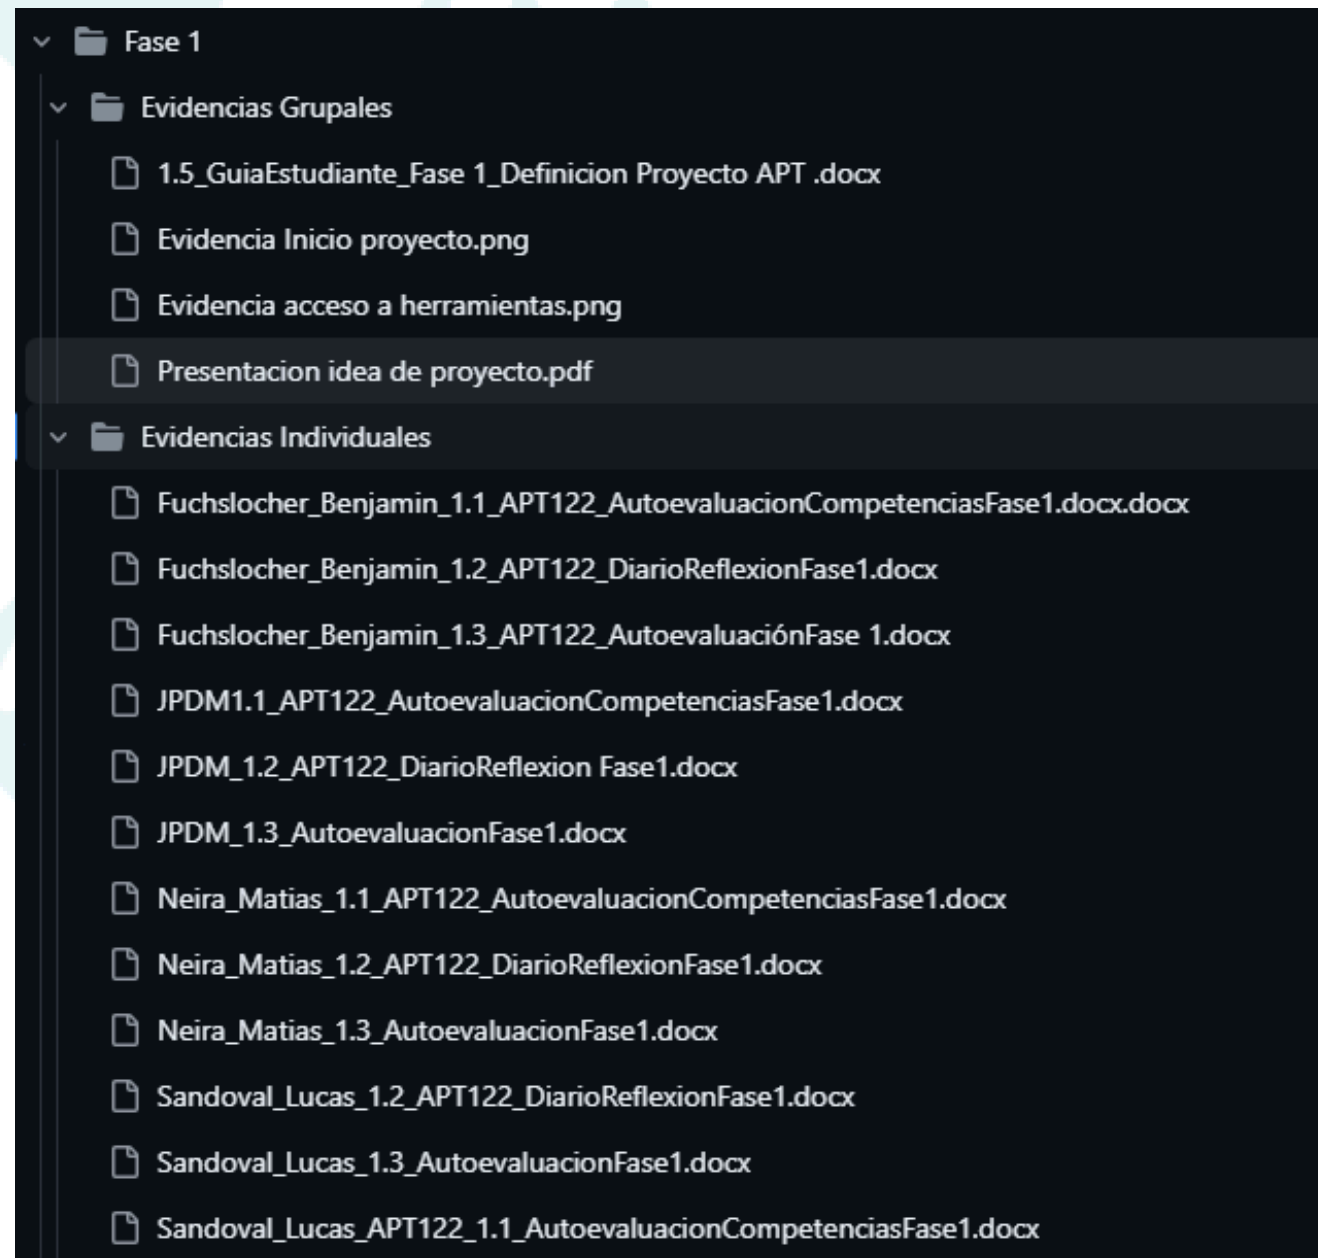 Fase 1
Evidencias Grupales
1.5_GuiaEstudiante_Fase 1_Definicion Proyecto APT .docx
Evidencia Inicio proyecto.png
Evidencia acceso a herramientas.png
Presentacion idea de proyecto.pdf
Evidencias Individuales
Fuchslocher_Benjamin_1.1_APT122_AutoevaluacionCompetenciasFase1.docx.docx
Fuchslocher_Benjamin_1.2_APT122_DiarioReflexionFase1.docx
Fuchslocher_Benjamin_1.3_APT122_AutoevaluaciónFase 1.docx
JPDM1.1_APT122_AutoevaluacionCompetenciasFase1.docx
JPDM_1.2_APT122_DiarioReflexion Fase1.docx
JPDM_1.3_AutoevaluacionFase1.docx
Neira_Matias_1.1_APT122_AutoevaluacionCompetenciasFase1.docx
Neira_Matias_1.2_APT122_DiarioReflexionFase1.docx
Neira_Matias_1.3_AutoevaluacionFase1.docx
Sandoval_Lucas_1.2_APT122_DiarioReflexionFase1.docx
Sandoval_Lucas_1.3_AutoevaluacionFase1.docx
Sandoval_Lucas_APT122_1.1_AutoevaluacionCompetenciasFase1.docx